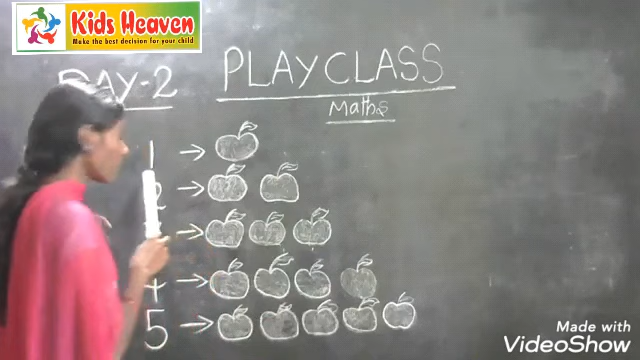 Kids Heaven
Make the best decision for your child
DAY-2 PLAYCLASS
Maths
1 →
2 →
→
4 →
5 →
Made with
VideoShow